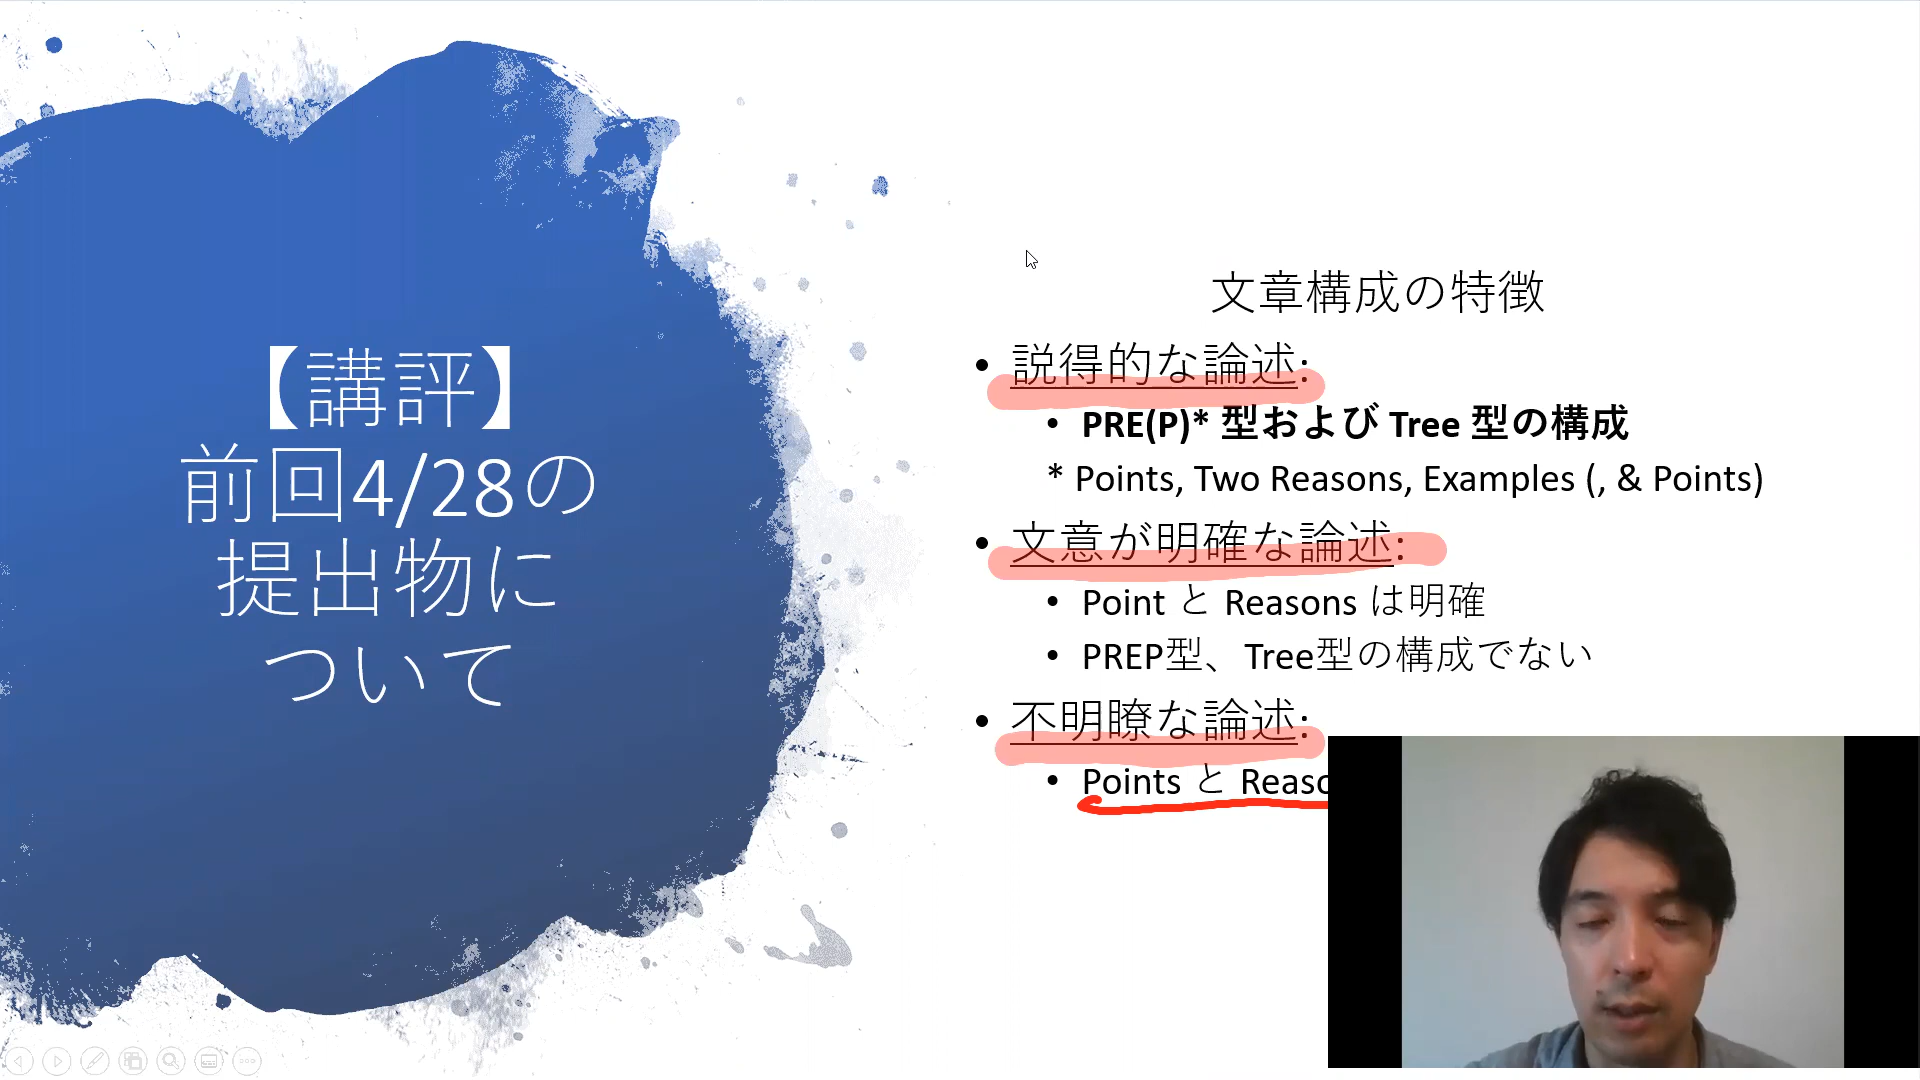 【講評】
前回4/28の
提出物に
ついて
文章構成の特徴
• 説得的な論述:
• PRE(P)* 型および Tree 型の構成
* Points, Two Reasons, Examples (, & Points)
• 文意が明確な論述:
• Point と Reasons は明確
• PREP型、Tree型の構成でない
• 不明瞭な論述:
• Points と